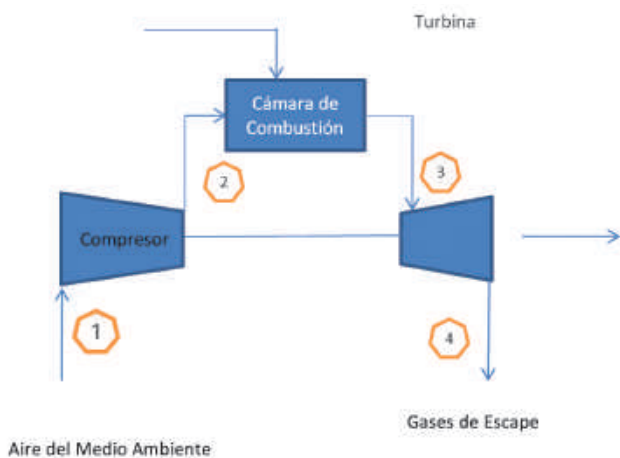 Turbina
Cámara de
Combustión
2
3
Compresor
1
4
Gases de Escape
Aire del Medio Ambiente